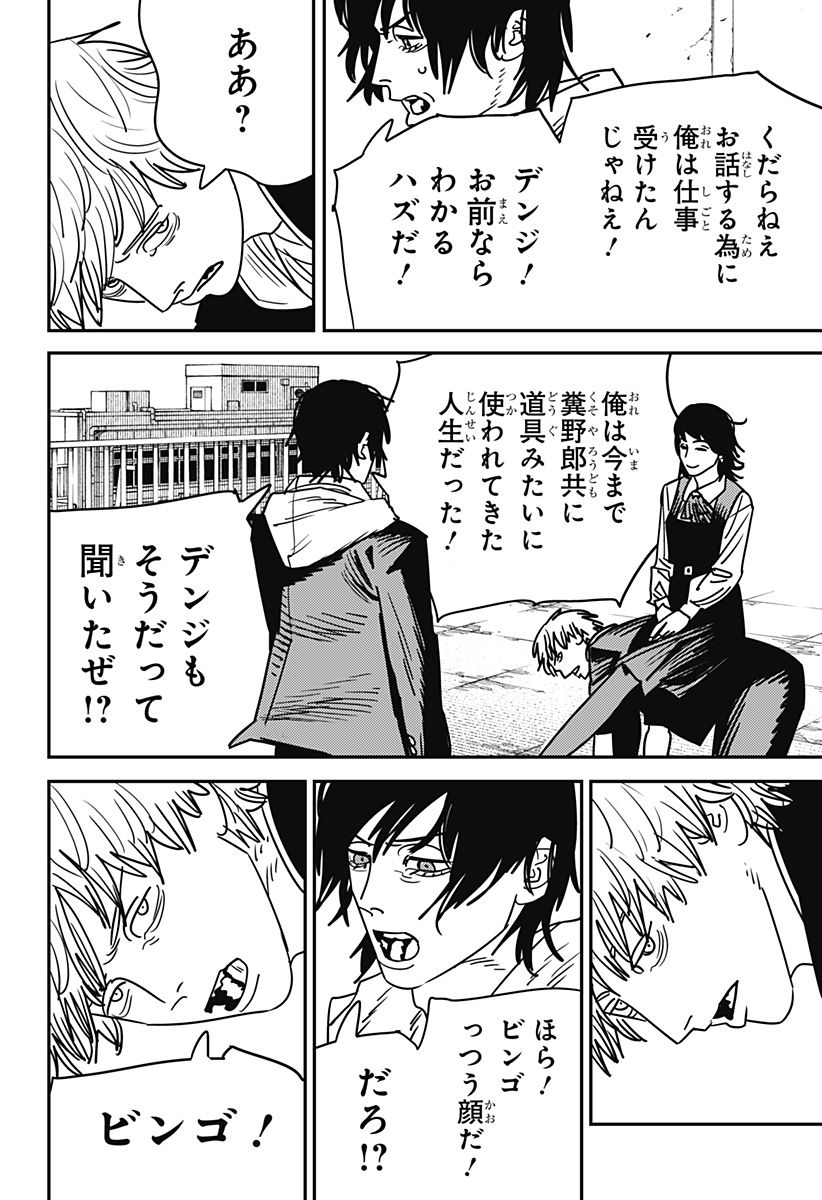 くだらねえ
お話する為に
俺は仕事
受けたん
じゃねえ！
デンジ！
お前なら
わかる
ハズだ！
ああ？
俺は今まで
糞野郎共に
道具みたいに
使われてきた
人生だった！
デンジも
そうだって
聞いたぜ!?
ほら！
ビンゴ
っつう顔だ！
だろ!?
ビンゴ！